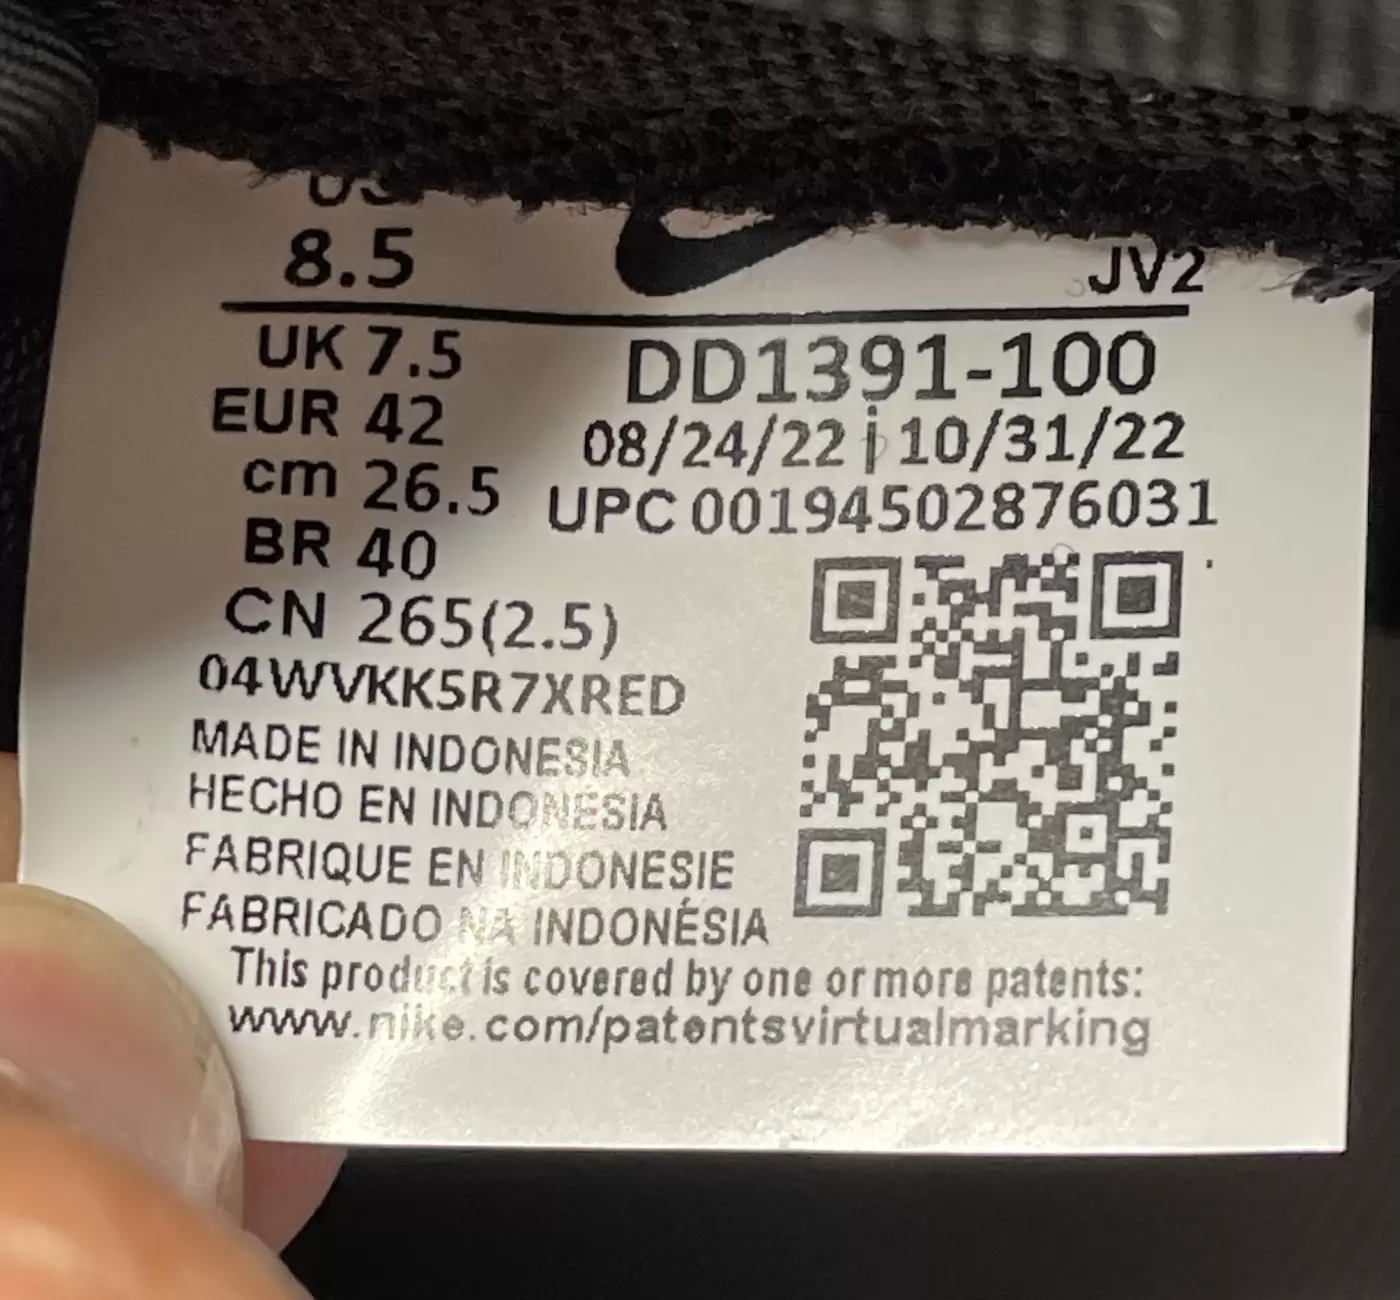 US
8.5
JV2
UK 7.5
DD1391-100
EUR 42
08/24/22 | 10/31/22
cm 26.5
UPC 00194502876031
BR 40
CN 265(2.5)
04WVKK5R7XRED
MADE IN INDONESIA
HECHO EN INDONESIA
FABRIQUE EN INDONESIE
FABRICADO NA INDONÉSIA
This product is covered by one or more patents:
www.nike.com/patentsvirtualmarking